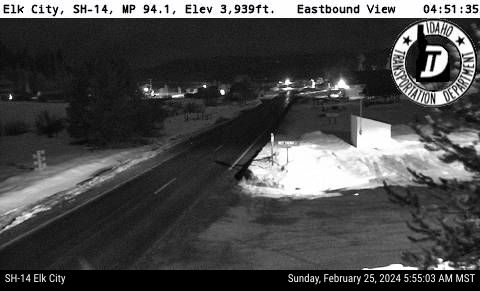 Elk City, SH-14, MP 94.1, Elev 3,939ft.   Eastbound View   04:51:35
IDAHO
TRANSPORTATION DEPARTMENT
SH-14 Elk City
Sunday, February 25, 2024 5:55:03 AM MST